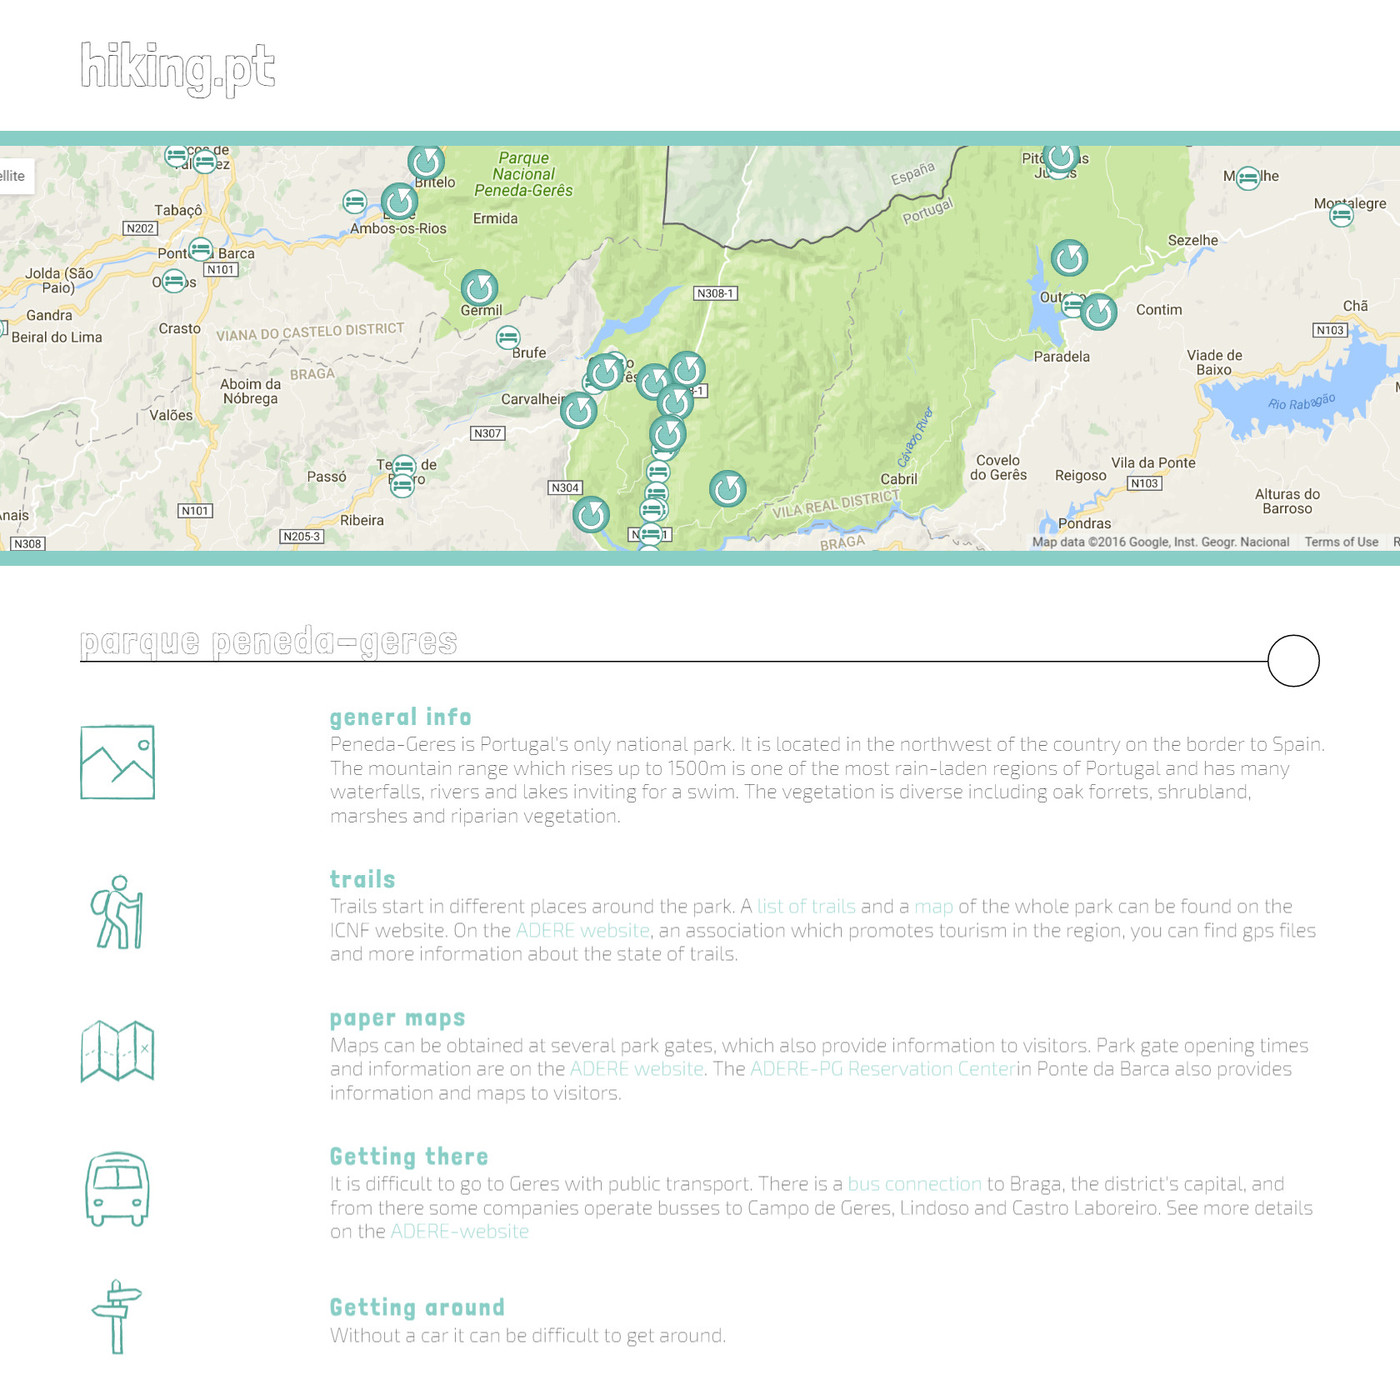 hiking.pt
Parque
Nacional
Peneda-Gerês
España
Portugal
Britelo
Tabaçô
Ermida
N202
Ambos-os-Rios
Barca
N101
Montalegre
Sezelhe
Jolda (São
Paio)
N308-1
Gandra
Germil
Contim
Chã
Beiral do Lima
Crasto
VIANA DO CASTELO DISTRICT
N103
Brufe
Paradela
Viade de
Baixo
BRAGA
Aboim da
Nóbrega
Rio Rabagão
Valões
N307
Cávado River
Covelo
do Gerês
Vila da Ponte
Passó
de
N304
Cabril
Reigoso
N103
Alturas do
Barroso
N101
Ribeira
VILA REAL DISTRICT
Pondras
N308
N205-3
BRAGA
Map data ©2016 Google, Inst. Geogr. Nacional
Terms of Use
parque peneda-geres
general info
Peneda-Geres is Portugal's only national park. It is located in the northwest of the country on the border to Spain.
The mountain range which rises up to 1500m is one of the most rain-laden regions of Portugal and has many
waterfalls, rivers and lakes inviting for a swim. The vegetation is diverse including oak forrets, shrubland,
marshes and riparian vegetation.
trails
Trails start in different places around the park. A list of trails and a map of the whole park can be found on the
ICNF website. On the ADERE website, an association which promotes tourism in the region, you can find gps files
and more information about the state of trails.
paper maps
Maps can be obtained at several park gates, which also provide information to visitors. Park gate opening times
and information are on the ADERE website. The ADERE-PG Reservation Centerin Ponte da Barca also provides
information and maps to visitors.
Getting there
It is difficult to go to Geres with public transport. There is a bus connection to Braga, the district's capital, and
from there some companies operate busses to Campo de Geres, Lindoso and Castro Laboreiro. See more details
on the ADERE-website
Getting around
Without a car it can be difficult to get around.